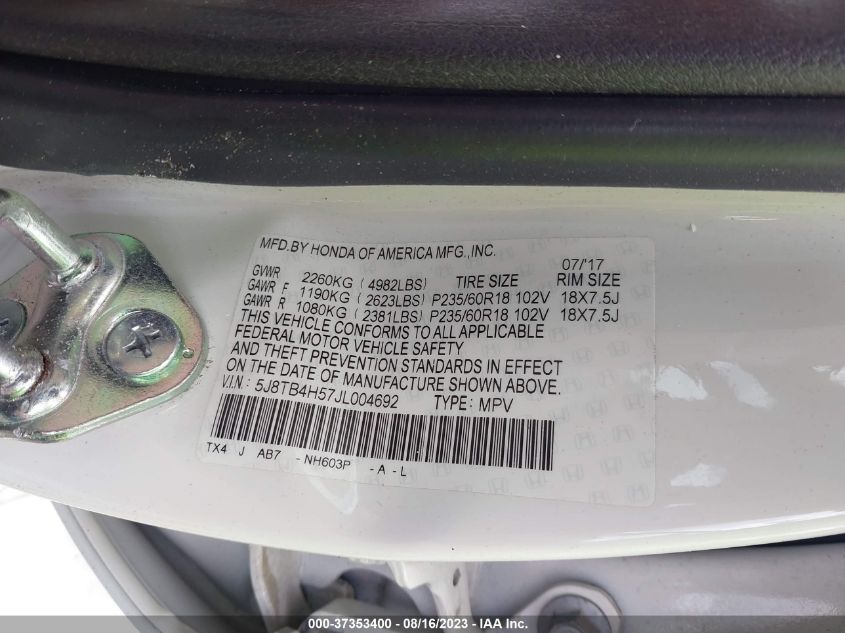 MFD.BY HONDA OF AMERICA MFG.,INC.
07/'17
GVWR 2260KG (4982LBS) TIRE SIZE RIM SIZE
GAWR F 1190KG (2623LBS) P235/60R18 102V 18X7.5J
GAWR R 1080KG (2381LBS) P235/60R18 102V 18X7.5J
THIS VEHICLE CONFORMS TO ALL APPLICABLE
FEDERAL MOTOR VEHICLE SAFETY
AND THEFT PREVENTION STANDARDS IN EFFECT
ON THE DATE OF MANUFACTURE SHOWN ABOVE.
V.I.N: 5J8TB4H57JL004692 TYPE: MPV
TX4 J AB7 -NH603P -A-L
000-37353400 - 08/16/2023 - IAA Inc.